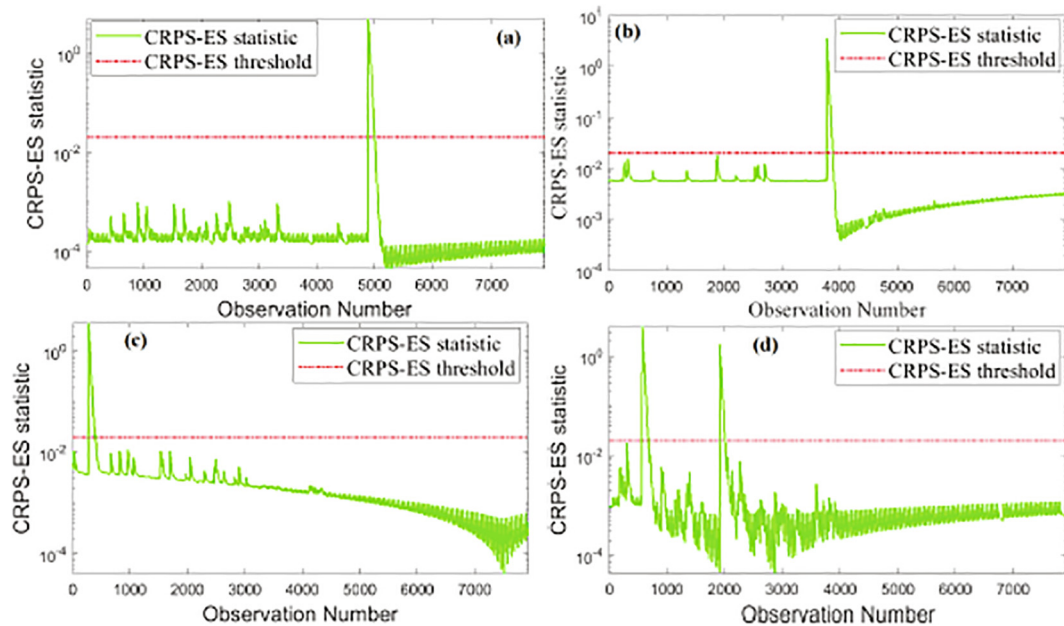 CRPS-ES statistic
CRPS-ES threshold
(a)
10^0
10^-2
10^-4
CRPS-ES statistic
0 1000 2000 3000 4000 5000 6000 7000
Observation Number
(b)
CRPS-ES statistic
CRPS-ES threshold
10^1
10^0
10^-1
10^-2
10^-3
10^-4
CRPS-ES statistic
0 1000 2000 3000 4000 5000 6000 7000
Observation Number
(c)
CRPS-ES statistic
CRPS-ES threshold
10^0
10^-2
10^-4
CRPS-ES statistic
0 1000 2000 3000 4000 5000 6000 7000
Observation Number
(d)
CRPS-ES statistic
CRPS-ES threshold
10^0
10^-2
10^-4
CRPS-ES statistic
0 1000 2000 3000 4000 5000 6000 7000
Observation Number